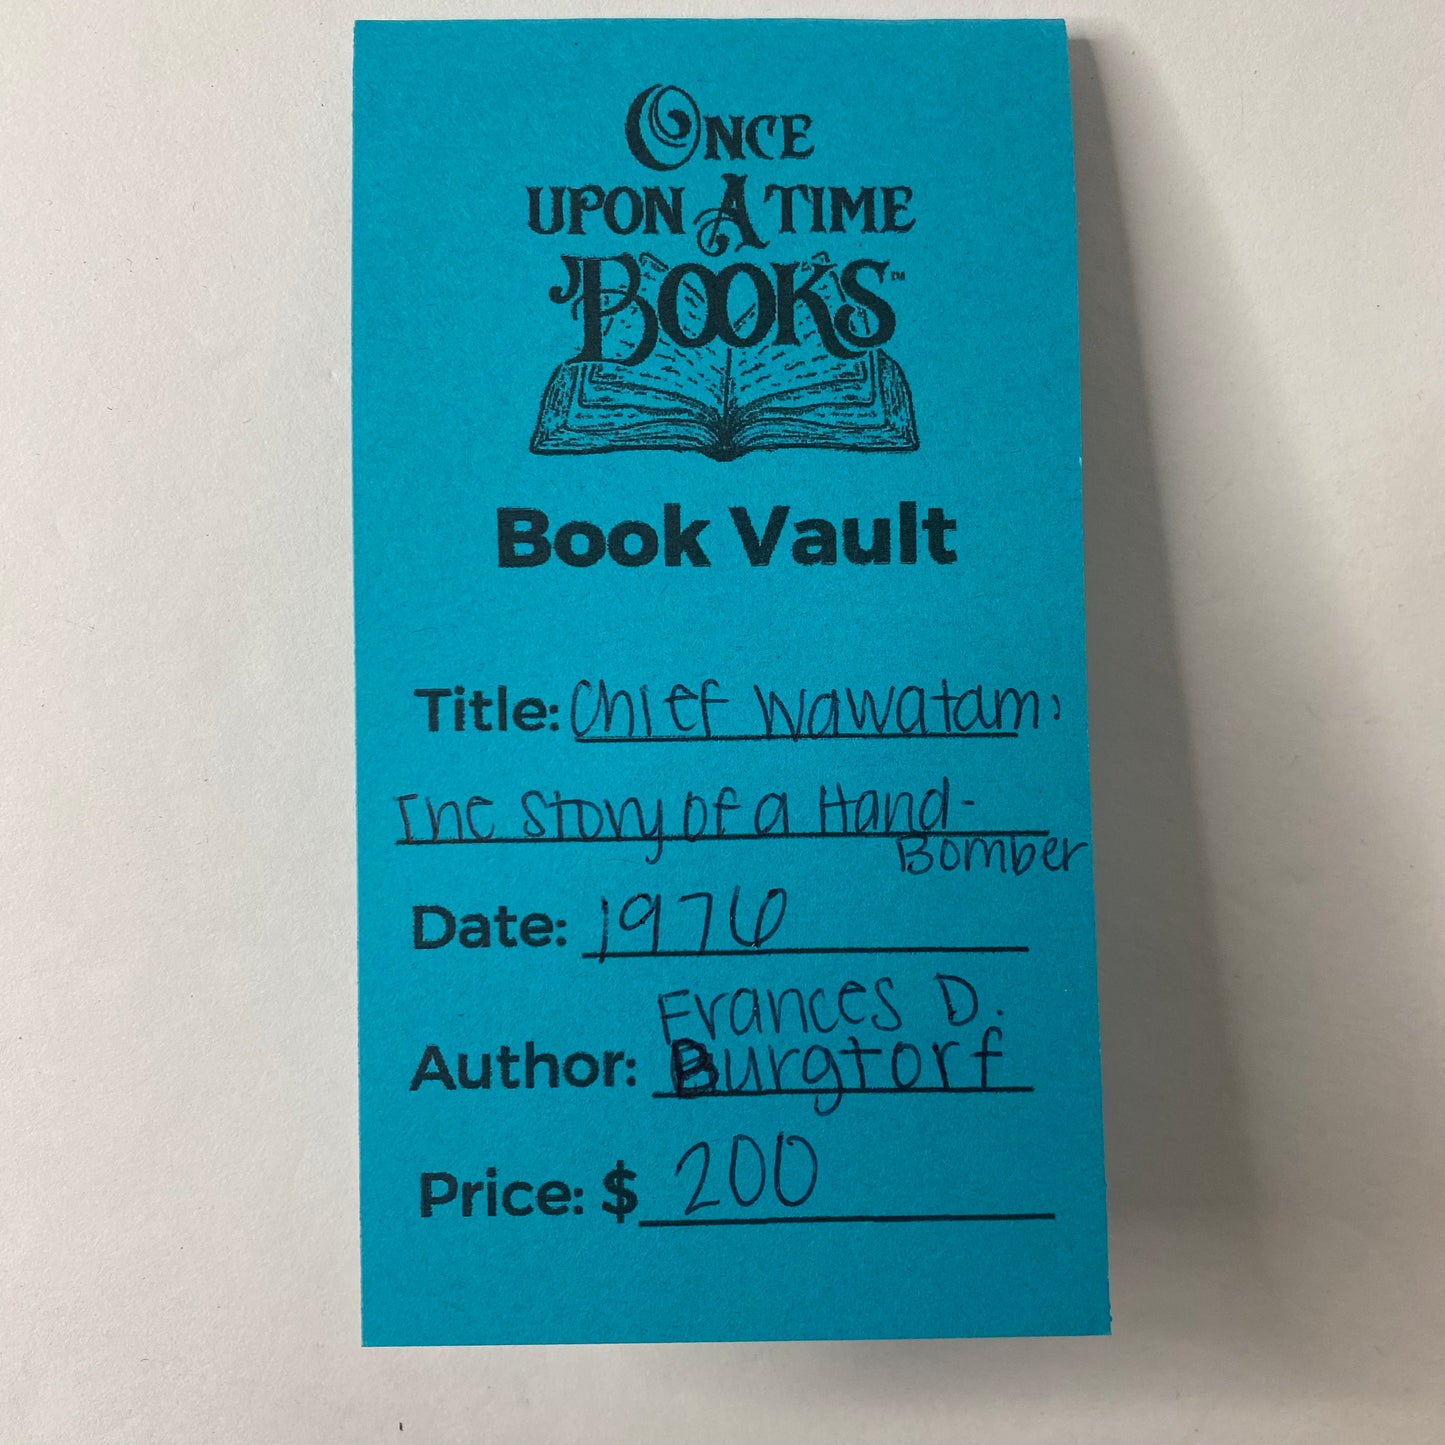 ONCE
UPON A TIME
BOOKS™
Book Vault
Title: Chief Wawatam:
The Story of a Hand-
Bomber
Date: 1976
Frances D.
Author: Burgtorf
Price: $ 200